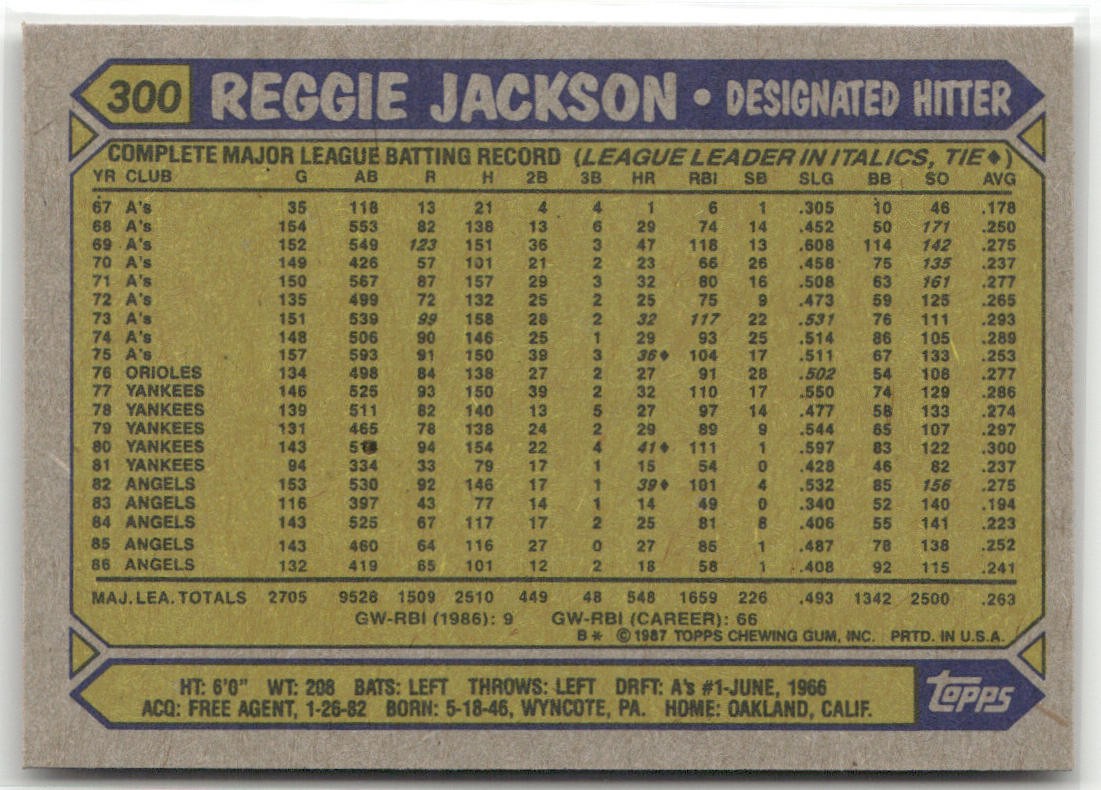 300 REGGIE JACKSON • DESIGNATED HITTER
COMPLETE MAJOR LEAGUE BATTING RECORD (LEAGUE LEADER IN ITALICS, TIE♦)
YR CLUB G AB R H 2B 3B HR RBI SB SLG BB SO AVG
67 A's 35 118 13 21 4 4 1 6 1 .305 10 46 .178
68 A's 154 553 82 138 13 6 29 74 14 .452 50 171 .250
69 A's 152 549 123 151 36 3 47 118 13 .608 114 142 .275
70 A's 149 426 57 101 21 2 23 66 26 .458 75 135 .237
71 A's 150 567 87 157 29 3 32 80 16 .508 63 161 .277
72 A's 135 499 72 132 25 2 25 75 9 .473 59 125 .265
73 A's 151 539 99 158 28 2 32 117 22 .531 76 111 .293
74 A's 148 506 90 146 25 1 29 93 25 .514 86 105 .289
75 A's 157 593 91 150 39 3 36♦ 104 17 .511 67 133 .253
76 ORIOLES 134 498 84 138 27 2 27 91 28 .502 54 108 .277
77 YANKEES 146 525 93 150 39 2 32 110 17 .550 74 129 .286
78 YANKEES 139 511 82 140 13 5 27 97 14 .477 58 133 .274
79 YANKEES 131 465 78 138 24 2 29 89 9 .544 65 107 .297
80 YANKEES 143 94 154 22 4 41♦ 111 1 .597 83 122 .300
81 YANKEES 94 334 33 79 17 1 15 54 0 .428 46 82 .237
82 ANGELS 153 530 92 146 17 1 39♦ 101 4 .532 85 156 .275
83 ANGELS 116 397 43 77 14 1 14 49 0 .340 52 140 .194
84 ANGELS 143 525 67 117 17 2 25 81 8 .406 55 141 .223
85 ANGELS 143 460 64 116 27 0 27 85 1 .487 78 138 .252
86 ANGELS 132 419 65 101 12 2 18 58 1 .408 92 115 .241
MAJ. LEA. TOTALS 2705 9528 1509 2510 449 48 548 1659 226 .493 1342 2500 .263
GW-RBI (1986): 9 GW-RBI (CAREER): 66
B* ©1987 TOPPS CHEWING GUM, INC. PRTD. IN U.S.A.
HT: 6'0" WT: 208 BATS: LEFT THROWS: LEFT DRFT: A's #1-JUNE, 1966
ACQ: FREE AGENT, 1-26-82 BORN: 5-18-46, WYNCOTE, PA. HOME: OAKLAND, CALIF.
topps